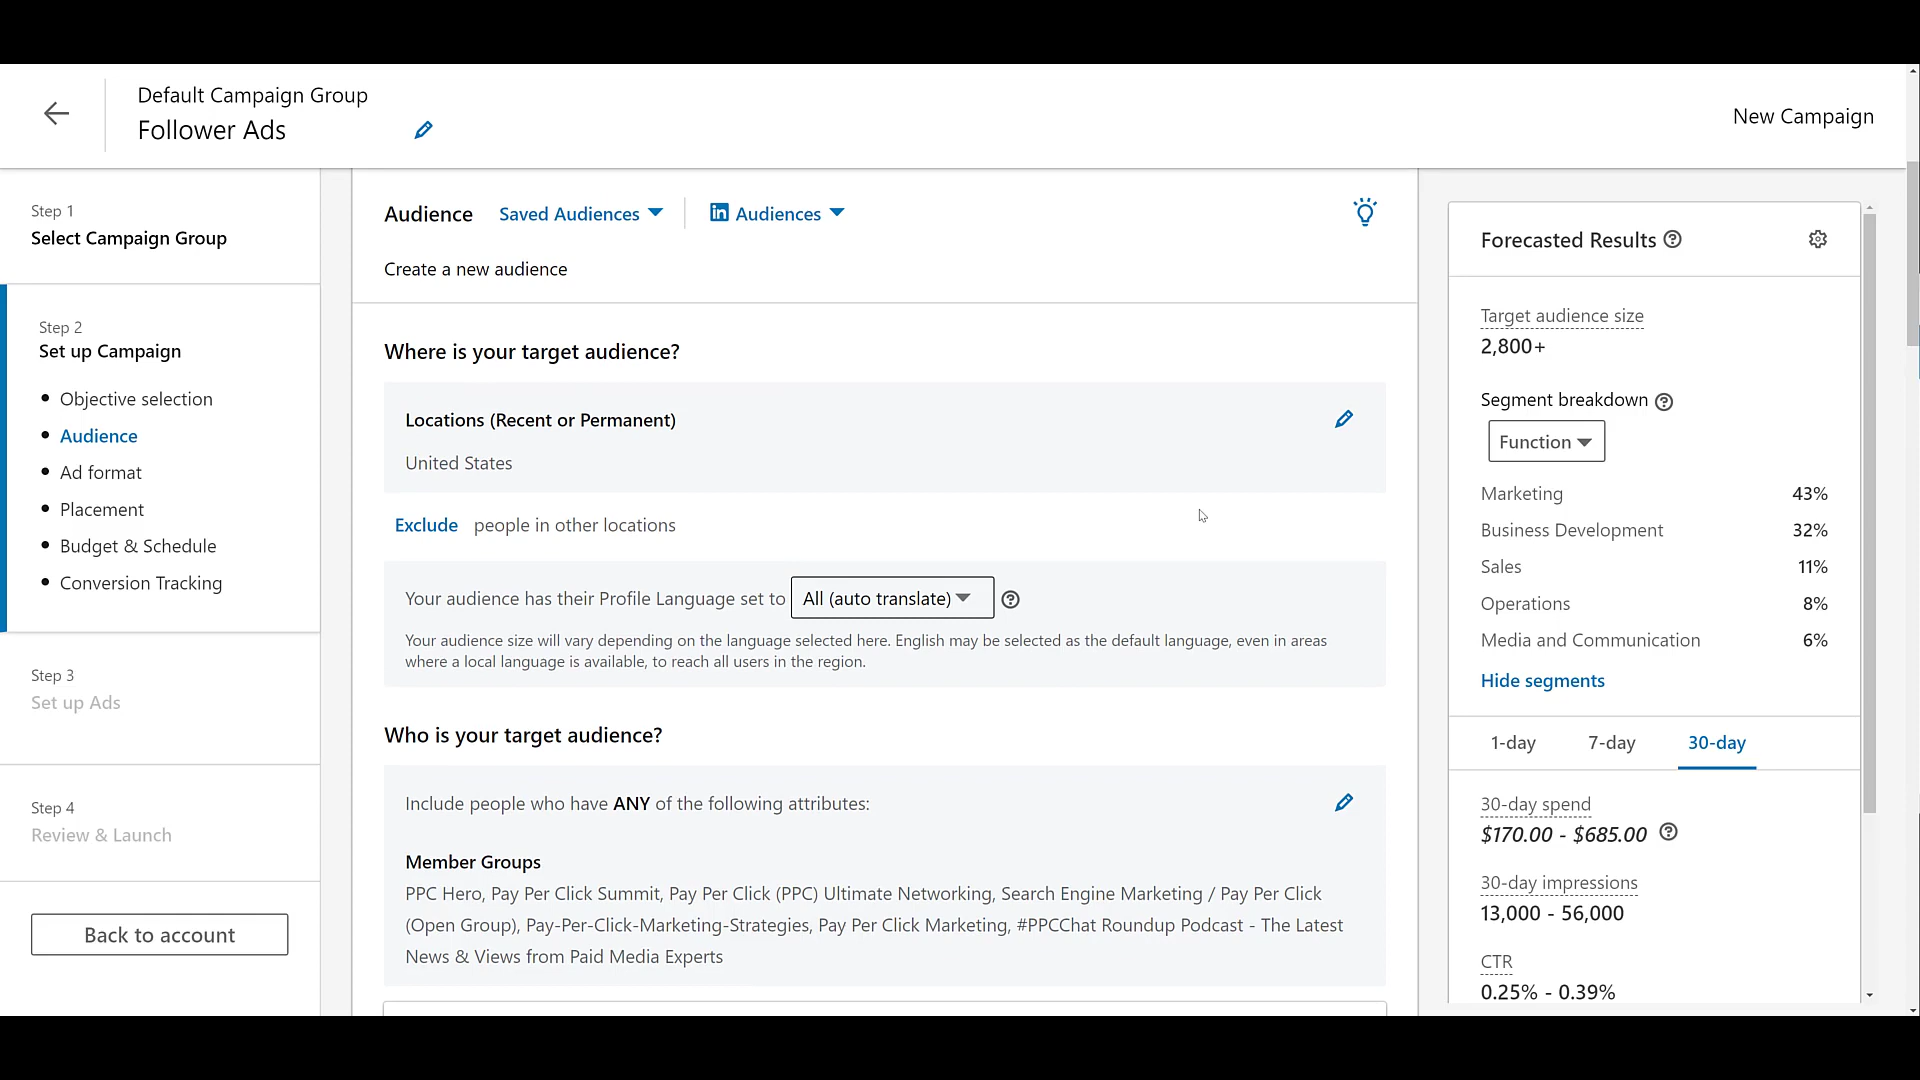 Default Campaign Group
Follower Ads
New Campaign
Step 1
Select Campaign Group
Step 2
Set up Campaign
Objective selection
Audience
Ad format
Placement
Budget & Schedule
Conversion Tracking
Step 3
Set up Ads
Step 4
Review & Launch
Back to account
Audience Saved Audiences in Audiences
Create a new audience
Where is your target audience?
Locations (Recent or Permanent)
United States
Exclude people in other locations
Your audience has their Profile Language set to All (auto translate)
Your audience size will vary depending on the language selected here. English may be selected as the default language, even in areas
where a local language is available, to reach all users in the region.
Who is your target audience?
Include people who have ANY of the following attributes:
Member Groups
PPC Hero, Pay Per Click Summit, Pay Per Click (PPC) Ultimate Networking, Search Engine Marketing / Pay Per Click
(Open Group), Pay-Per-Click-Marketing-Strategies, Pay Per Click Marketing, #PPCChat Roundup Podcast - The Latest
News & Views from Paid Media Experts
Forecasted Results
Target audience size
2,800+
Segment breakdown
Function
Marketing 43%
Business Development 32%
Sales 11%
Operations 8%
Media and Communication 6%
Hide segments
1-day 7-day 30-day
30-day spend
$170.00 - $685.00
30-day impressions
13,000 - 56,000
CTR
0.25% - 0.39%